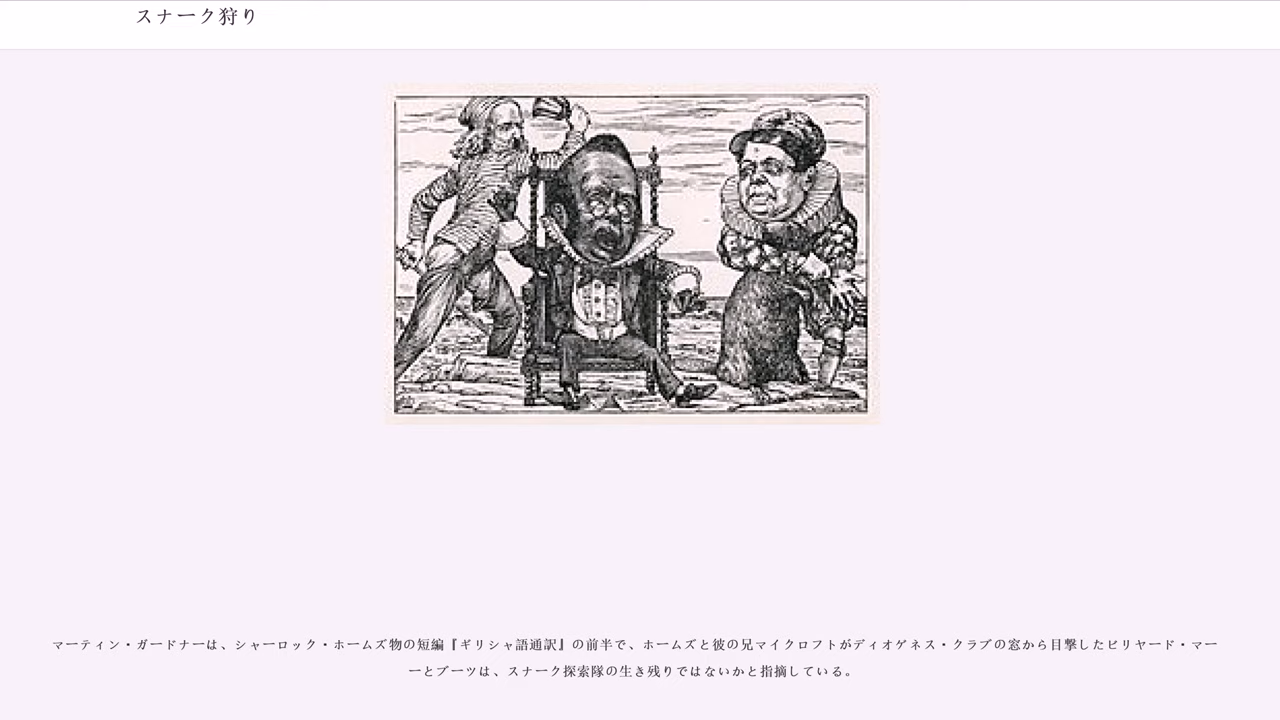 スナーク狩り
マーティン・ガードナーは、シャーロック・ホームズ物の短編『ギリシャ語通訳』の前半で、ホームズと彼の兄マイクロフトがディオゲネス・クラブの窓から目撃したビリヤード・マー
ーとブーツは、スナーク探索隊の生き残りではないかと指摘している。